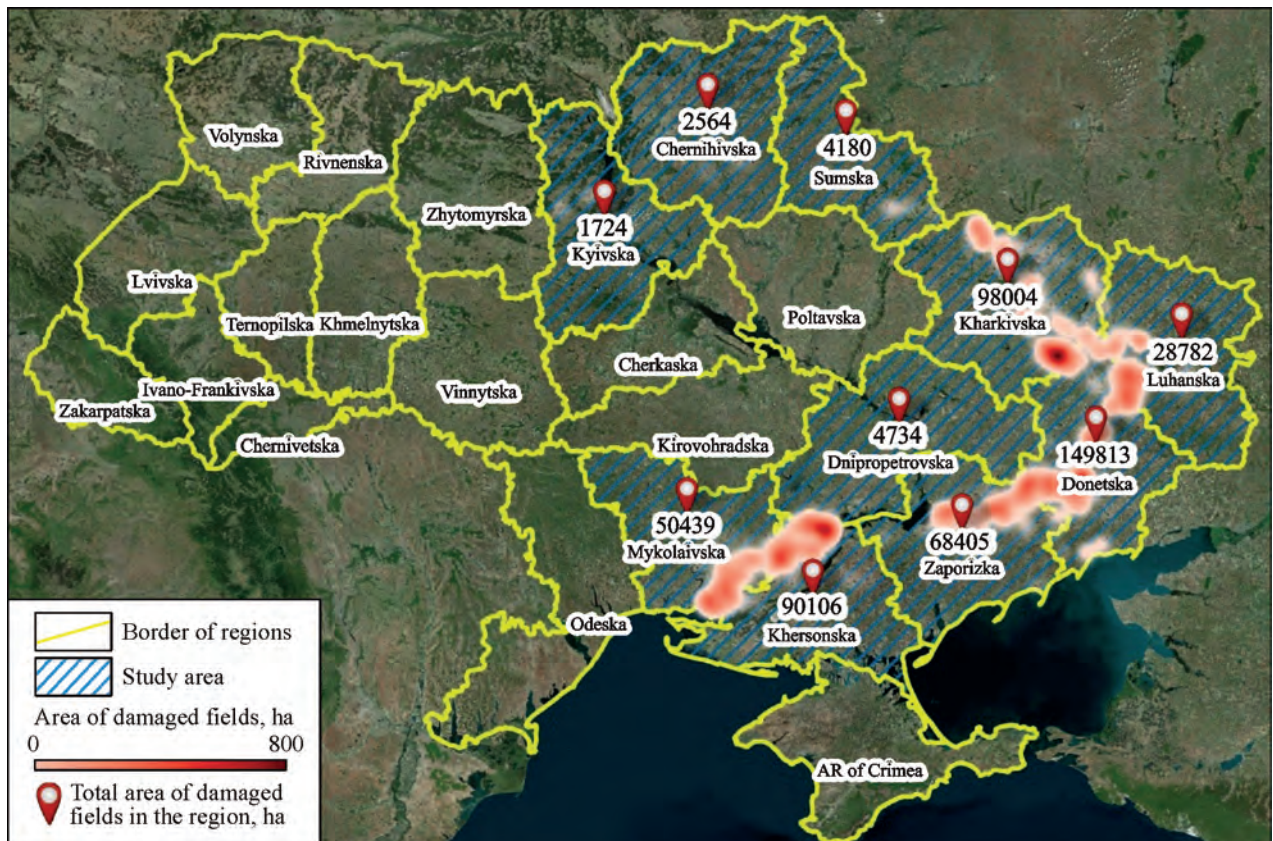 2564
Chernihivska
4180
Sumska
Volynska
Rivnenska
Zhytomyrska
1724
Kyivska
98004
Kharkivska
Lvivska
Ternopilska
Khmelnytska
Poltavska
28782
Luhanska
Cherkaska
Ivano-Frankivska
Vinnytska
Zakarpatska
Chernivetska
Kirovohradska
4734
Dnipropetrovska
149813
Donetska
50439
Mykolaivska
68405
Zaporizka
90106
Khersonska
Odeska
AR of Crimea
Border of regions
Study area
Area of damaged fields, ha
0 800
Total area of damaged
fields in the region, ha